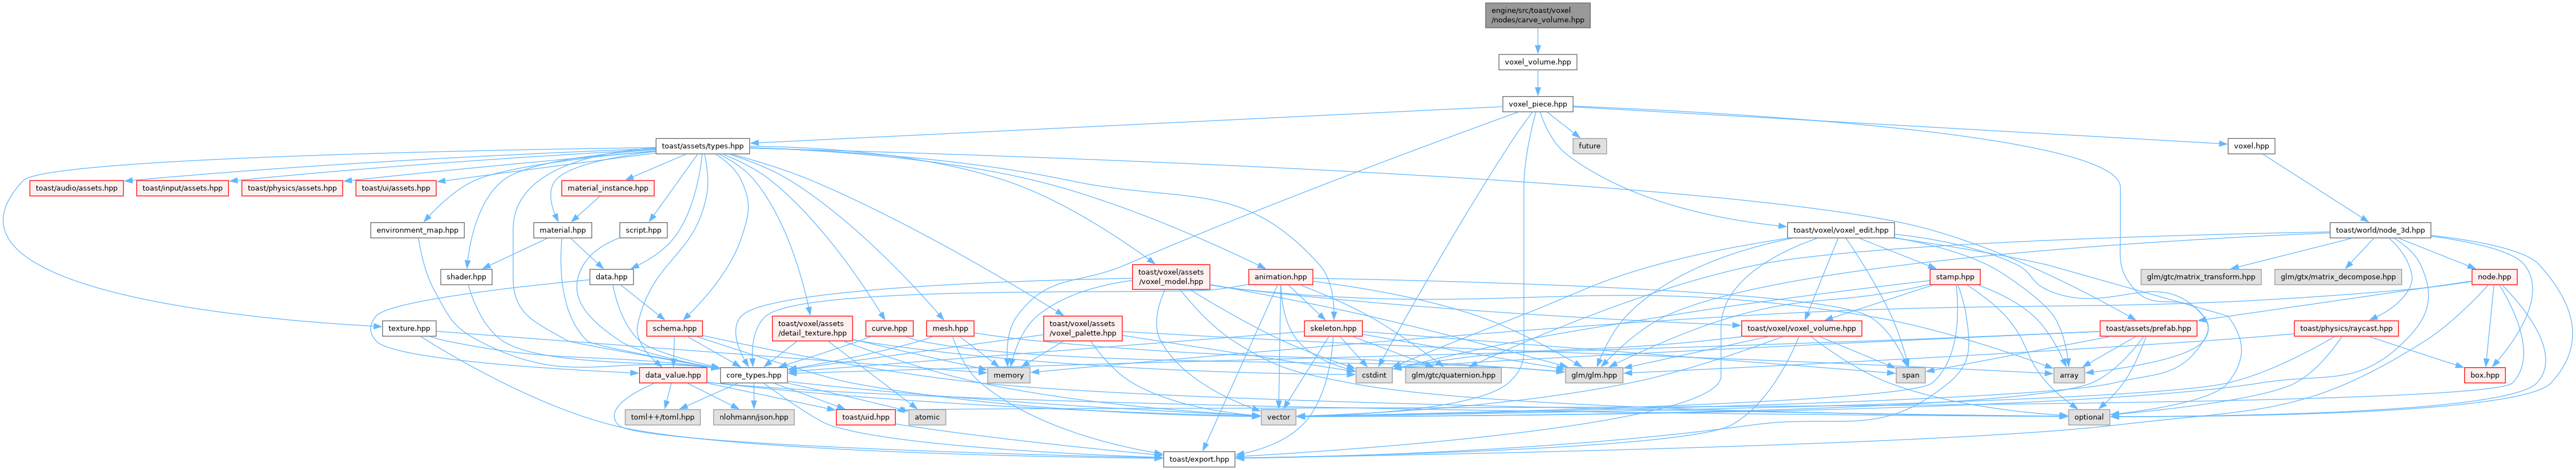 engine/src/toast/voxel
/nodes/carve_volume.hpp
voxel_volume.hpp
voxel_piece.hpp
toast/assets/types.hpp
future
voxel.hpp
toast/audio/assets.hpp
toast/input/assets.hpp
toast/physics/assets.hpp
toast/ui/assets.hpp
material_instance.hpp
environment_map.hpp
material.hpp
script.hpp
toast/voxel/voxel_edit.hpp
toast/world/node_3d.hpp
shader.hpp
data.hpp
toast/voxel/assets
/voxel_model.hpp
animation.hpp
stamp.hpp
glm/gtc/matrix_transform.hpp
glm/gtx/matrix_decompose.hpp
node.hpp
texture.hpp
schema.hpp
toast/voxel/assets
/detail_texture.hpp
curve.hpp
mesh.hpp
toast/voxel/assets
/voxel_palette.hpp
skeleton.hpp
toast/voxel/voxel_volume.hpp
toast/assets/prefab.hpp
toast/physics/raycast.hpp
data_value.hpp
core_types.hpp
memory
cstdint
glm/gtc/quaternion.hpp
glm/glm.hpp
span
array
box.hpp
toml++/toml.hpp
nlohmann/json.hpp
toast/uid.hpp
atomic
vector
optional
toast/export.hpp